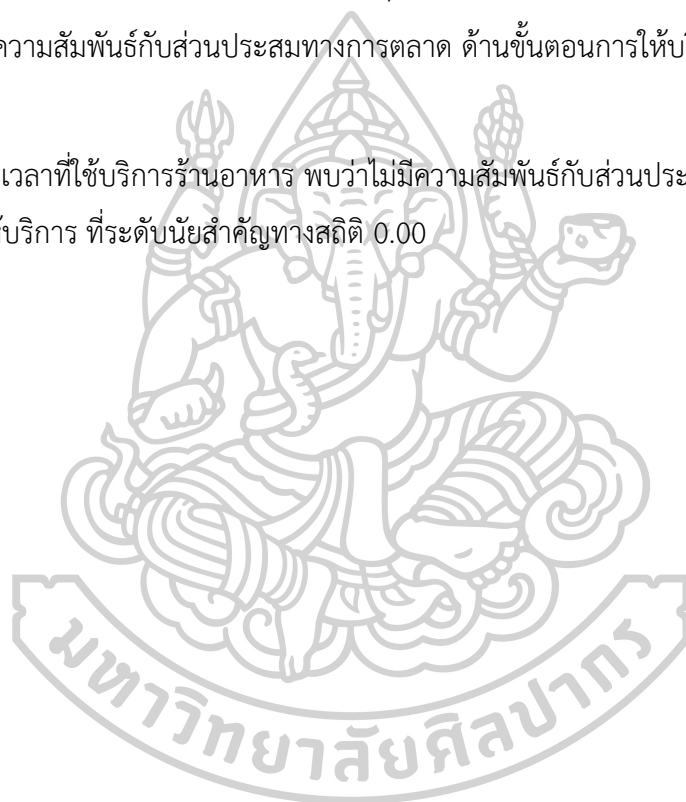 ความสัมพันธ์กับส่วนประสมทางการตลาด ด้านขั้นตอนการให้บ
เวลาที่ใช้บริการร้านอาหาร พบว่าไม่มีความสัมพันธ์กับส่วนประ
บริการ ที่ระดับนัยสำคัญทางสถิติ 0.00
มหาวิทยาลัยศิลปากร